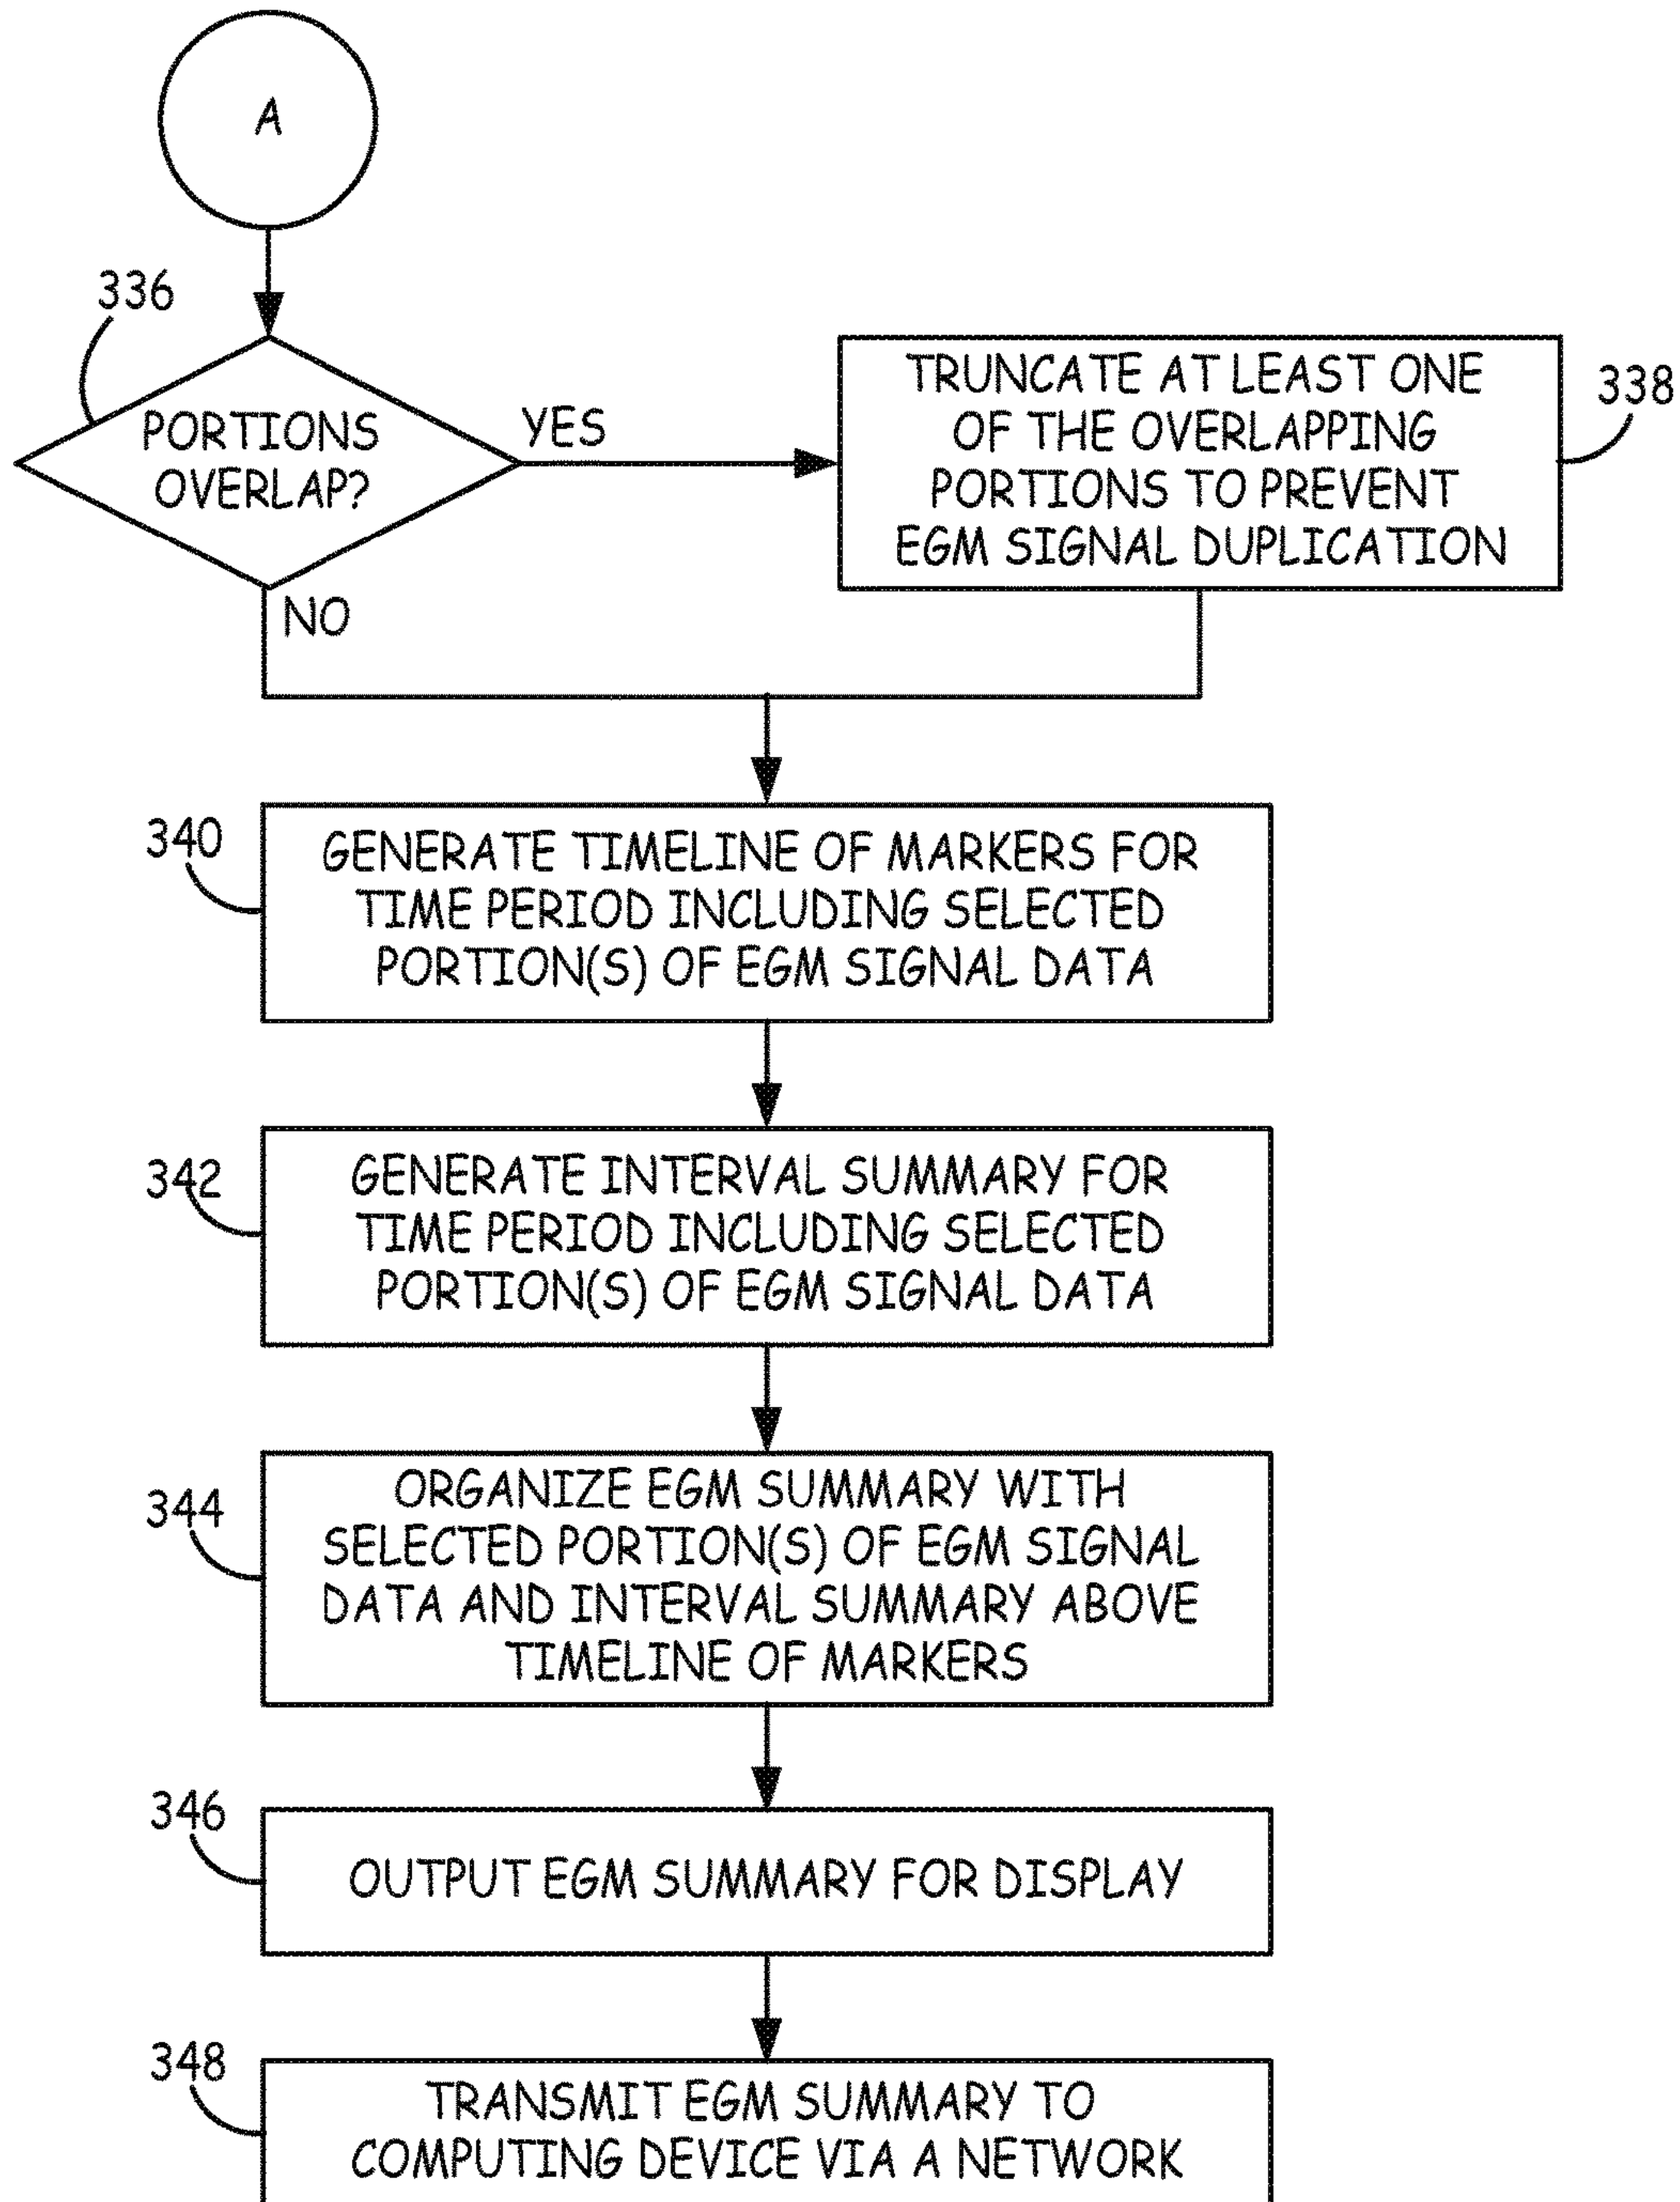 A
336
PORTIONS
OVERLAP?
YES
NO
TRUNCATE AT LEAST ONE
OF THE OVERLAPPING
PORTIONS TO PREVENT
EGM SIGNAL DUPLICATION
338
340
GENERATE TIMELINE OF MARKERS FOR
TIME PERIOD INCLUDING SELECTED
PORTION(S) OF EGM SIGNAL DATA
342
GENERATE INTERVAL SUMMARY FOR
TIME PERIOD INCLUDING SELECTED
PORTION(S) OF EGM SIGNAL DATA
344
ORGANIZE EGM SUMMARY WITH
SELECTED PORTION(S) OF EGM SIGNAL
DATA AND INTERVAL SUMMARY ABOVE
TIMELINE OF MARKERS
346
OUTPUT EGM SUMMARY FOR DISPLAY
348
TRANSMIT EGM SUMMARY TO
COMPUTING DEVICE VIA A NETWORK